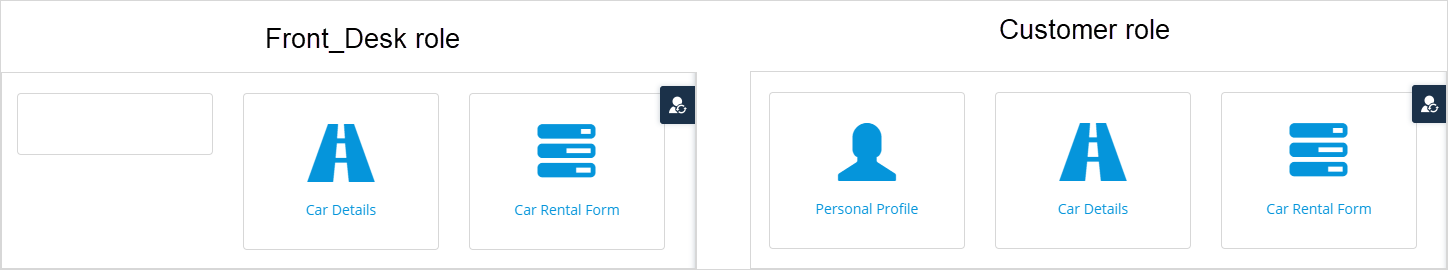 Front_Desk role
Customer role
Car Details
Car Rental Form
Personal Profile
Car Details
Car Rental Form